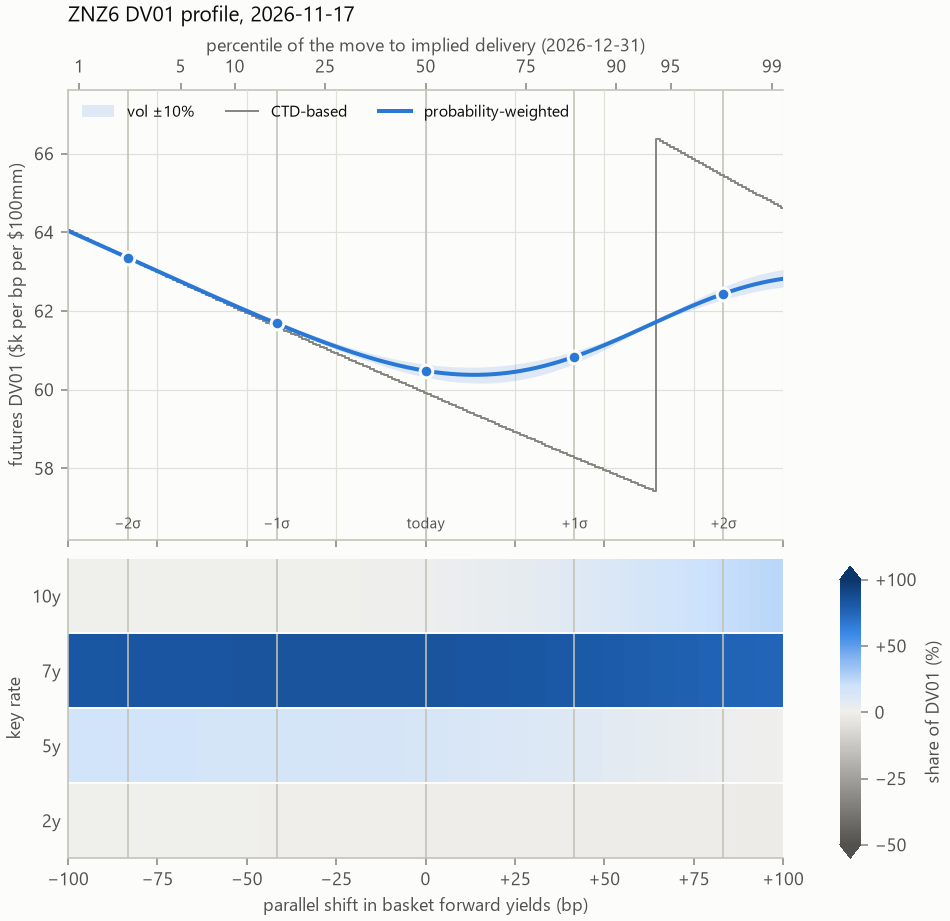 ZNZ6 DV01 profile, 2026-11-17
percentile of the move to implied delivery (2026-12-31)
1 5 10 25 50 75 90 95 99
vol ±10% CTD-based probability-weighted
futures DV01 ($k per bp per $100mm)
66
64
62
60
58
−2σ −1σ today +1σ +2σ
key rate
10y
7y
5y
2y
−100 −75 −50 −25 0 +25 +50 +75 +100
parallel shift in basket forward yields (bp)
+100
+50
0
−25
−50
share of DV01 (%)